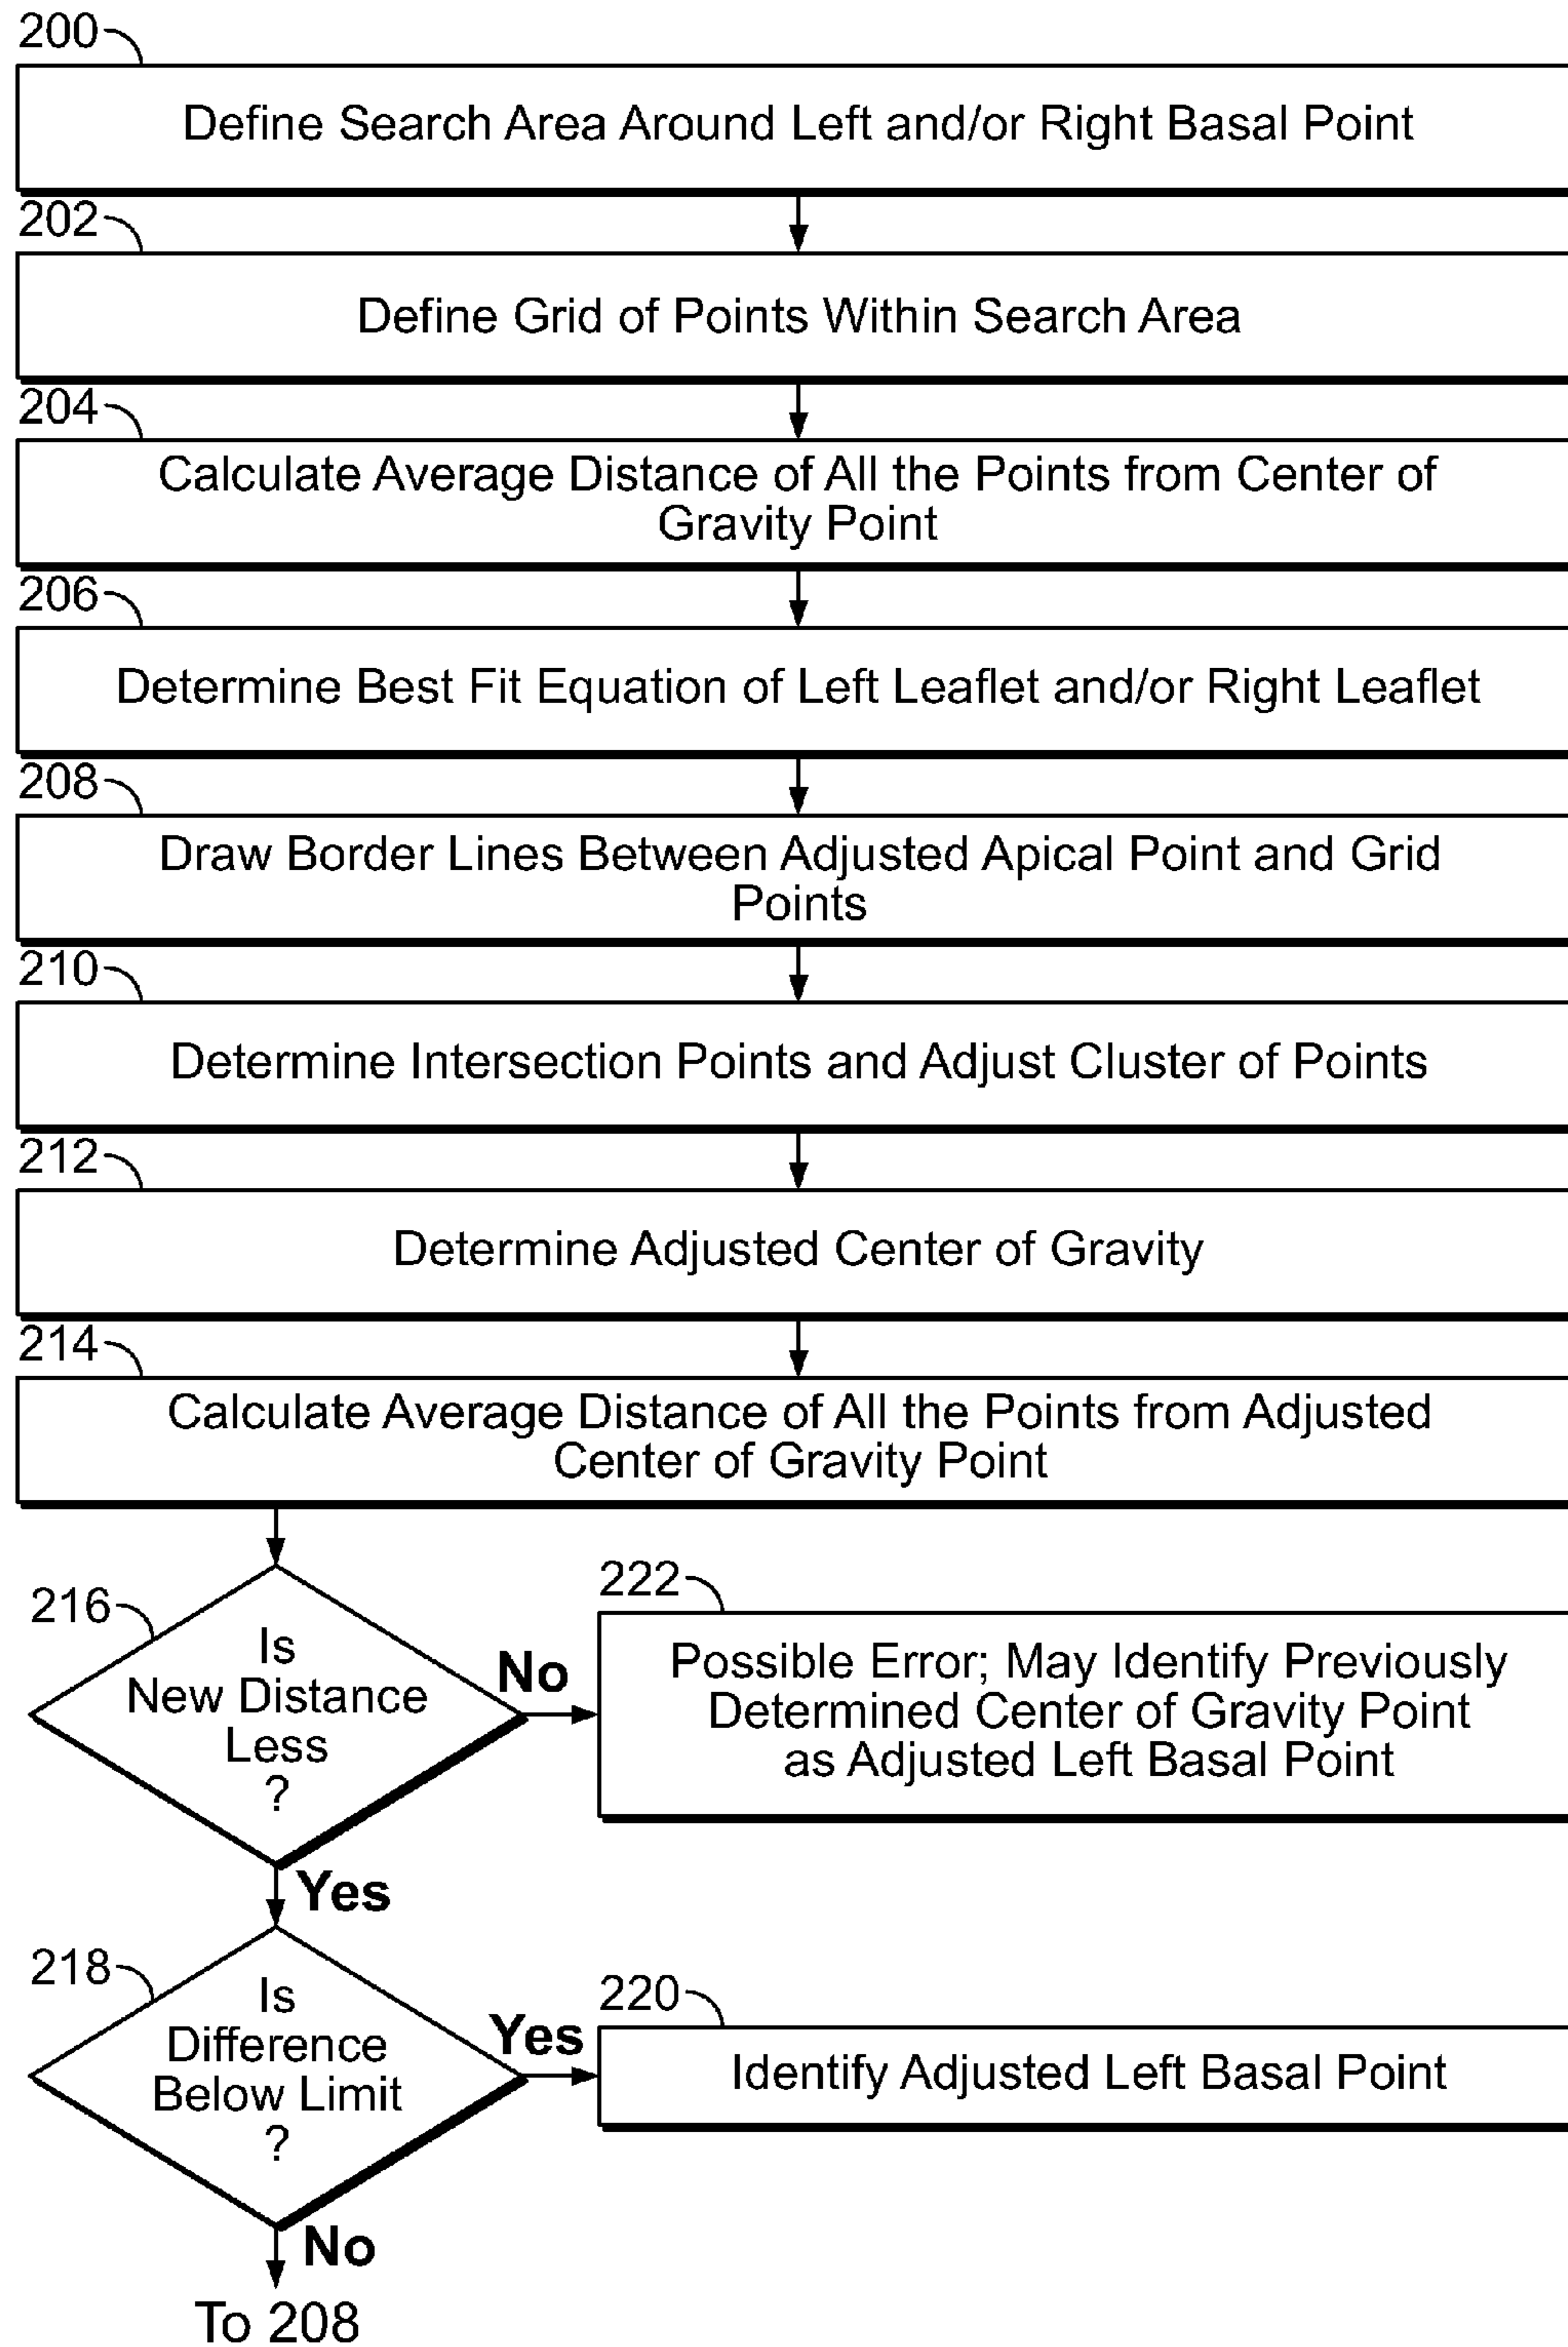 200
Define Search Area Around Left and/or Right Basal Point
202
Define Grid of Points Within Search Area
204
Calculate Average Distance of All the Points from Center of
Gravity Point
206
Determine Best Fit Equation of Left Leaflet and/or Right Leaflet
208
Draw Border Lines Between Adjusted Apical Point and Grid
Points
210
Determine Intersection Points and Adjust Cluster of Points
212
Determine Adjusted Center of Gravity
214
Calculate Average Distance of All the Points from Adjusted
Center of Gravity Point
216
Is
New Distance
Less
?
No
222
Possible Error; May Identify Previously
Determined Center of Gravity Point
as Adjusted Left Basal Point
Yes
218
Is
Difference
Below Limit
?
Yes
220
Identify Adjusted Left Basal Point
No
To 208